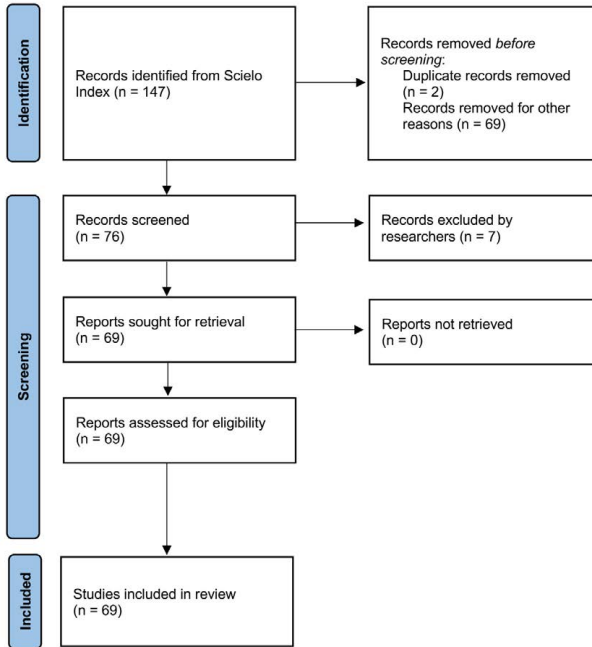 Identification
Records identified from Scielo
Index (n = 147)
Records removed before
screening:
Duplicate records removed
(n = 2)
Records removed for other
reasons (n = 69)
Screening
Records screened
(n = 76)
Records excluded by
researchers (n = 7)
Reports sought for retrieval
(n = 69)
Reports not retrieved
(n = 0)
Reports assessed for eligibility
(n = 69)
Included
Studies included in review
(n = 69)